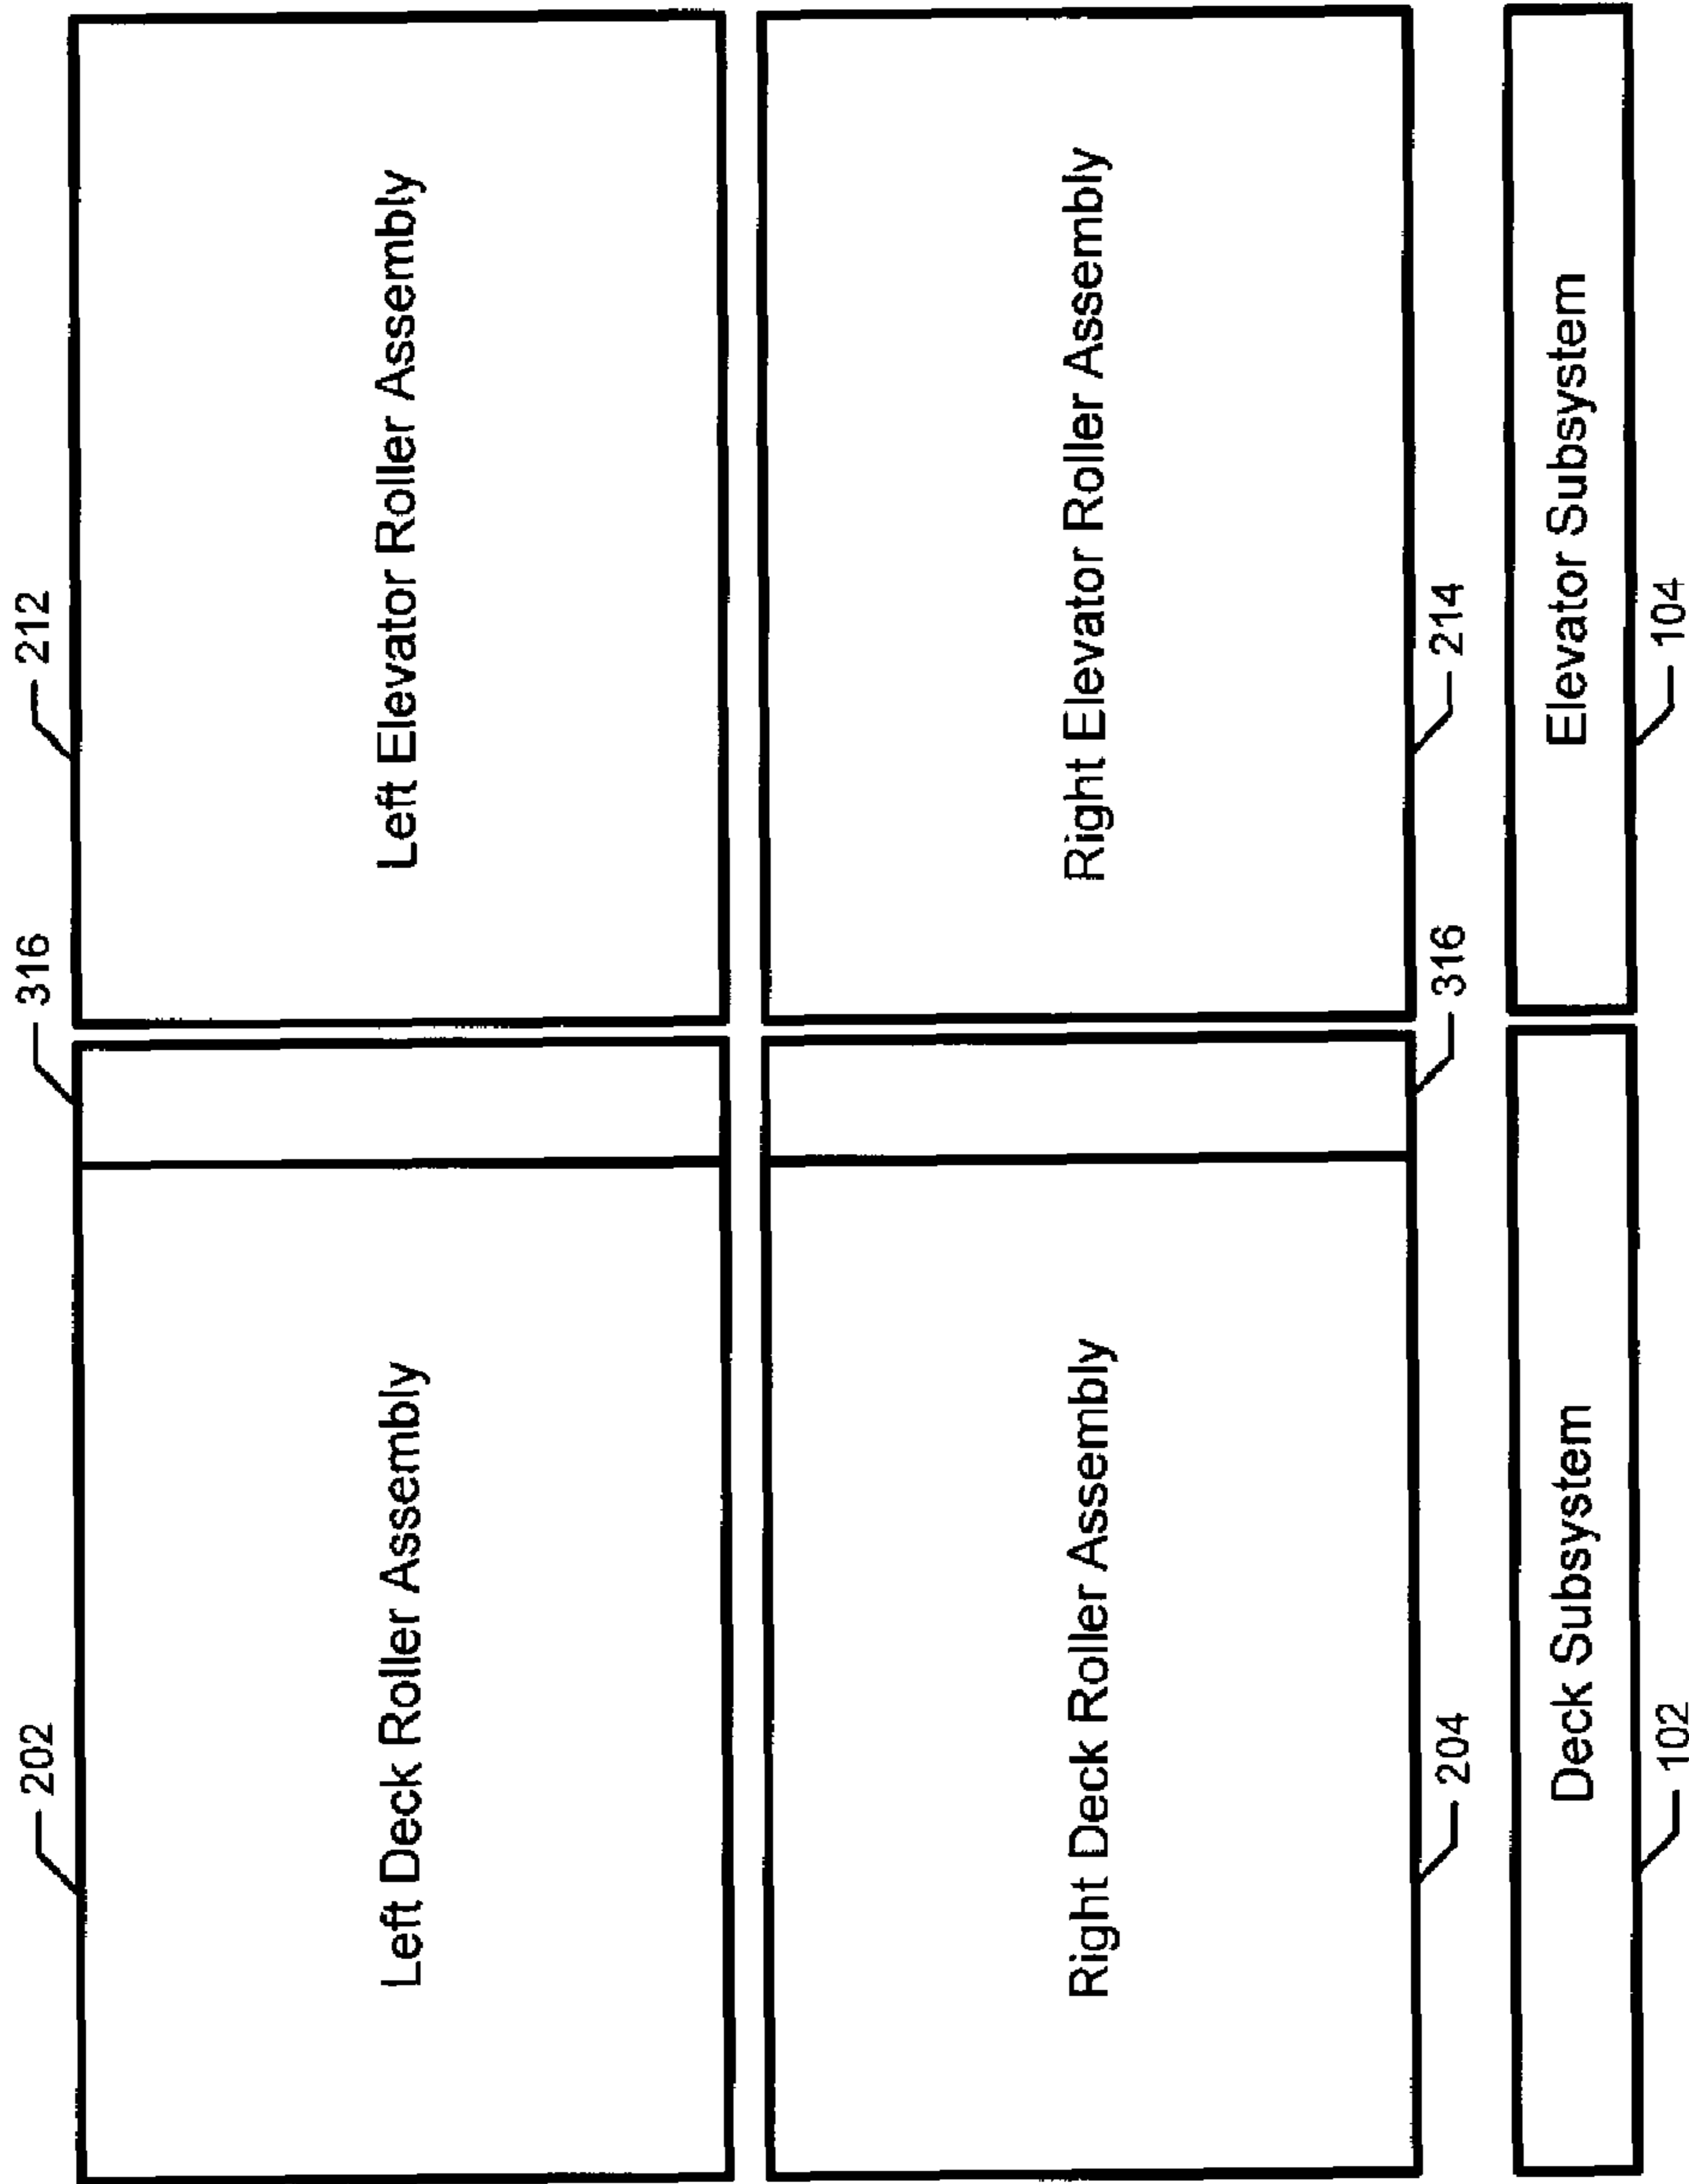 202
316
212
Left Deck Roller Assembly
Left Elevator Roller Assembly
Right Deck Roller Assembly
Right Elevator Roller Assembly
204
316
214
Deck Subsystem
Elevator Subsystem
102
104